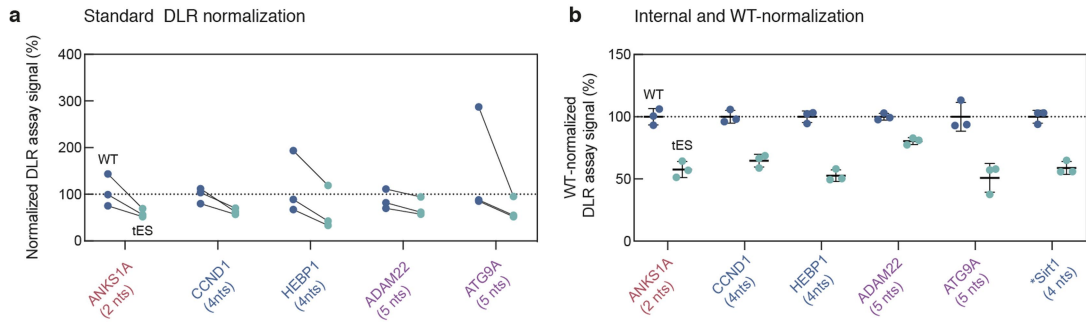 a Standard DLR normalization
Normalized DLR assay signal (%)
400
300
200
100
0
WT
tES
ANKS1A
(2 nts)
CCND1
(4nts)
HEBP1
(4nts)
ADAM22
(5 nts)
ATG9A
(5 nts)
b Internal and WT-normalization
WT-normalized
DLR assay signal (%)
150
100
50
0
WT
tES
ANKS1A
(2 nts)
CCND1
(4nts)
HEBP1
(4nts)
ADAM22
(5 nts)
ATG9A
(5 nts)
*Sirt1
(4 nts)